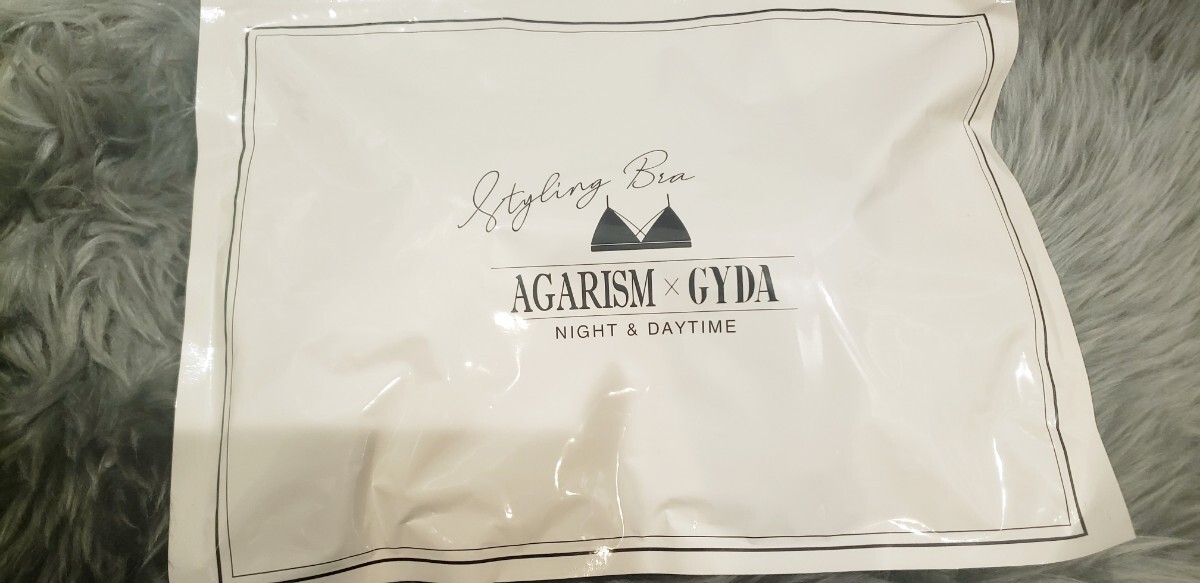 Styling Bra
AGARISM × GYDA
NIGHT & DAYTIME